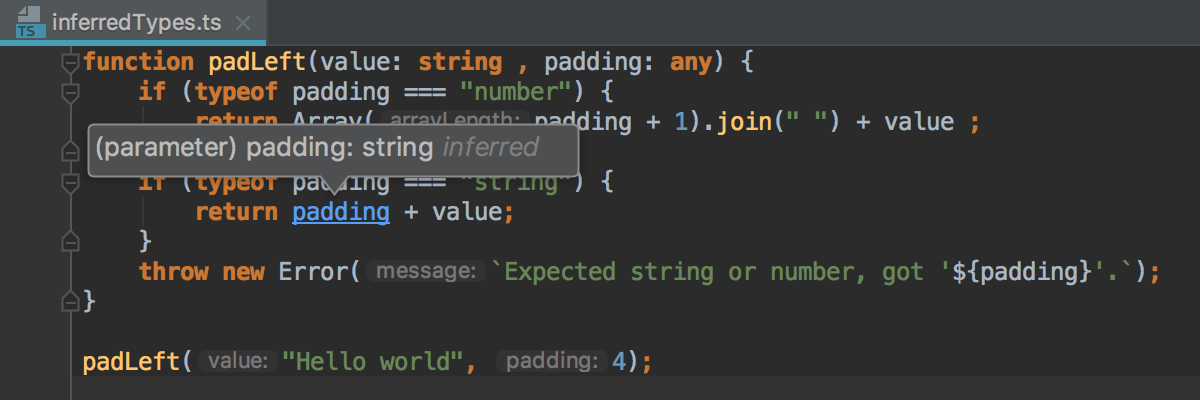 TS inferredTypes.ts
function padLeft(value: string , padding: any) {
if (typeof padding === "number") {
return Array( arrayLength: padding + 1).join(" ") + value ;
(parameter) padding: string inferred
if (typeof padding === "string") {
return padding + value;
}
throw new Error( message: `Expected string or number, got '${padding}'.`);
}
padLeft( value: "Hello world", padding: 4);